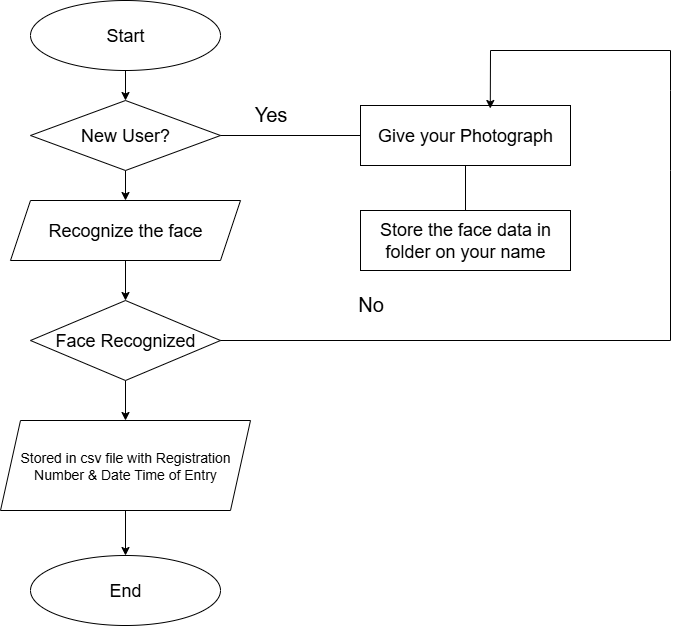 Start
New User?
Yes
Give your Photograph
Recognize the face
Store the face data in
folder on your name
No
Face Recognized
Stored in csv file with Registration
Number & Date Time of Entry
End